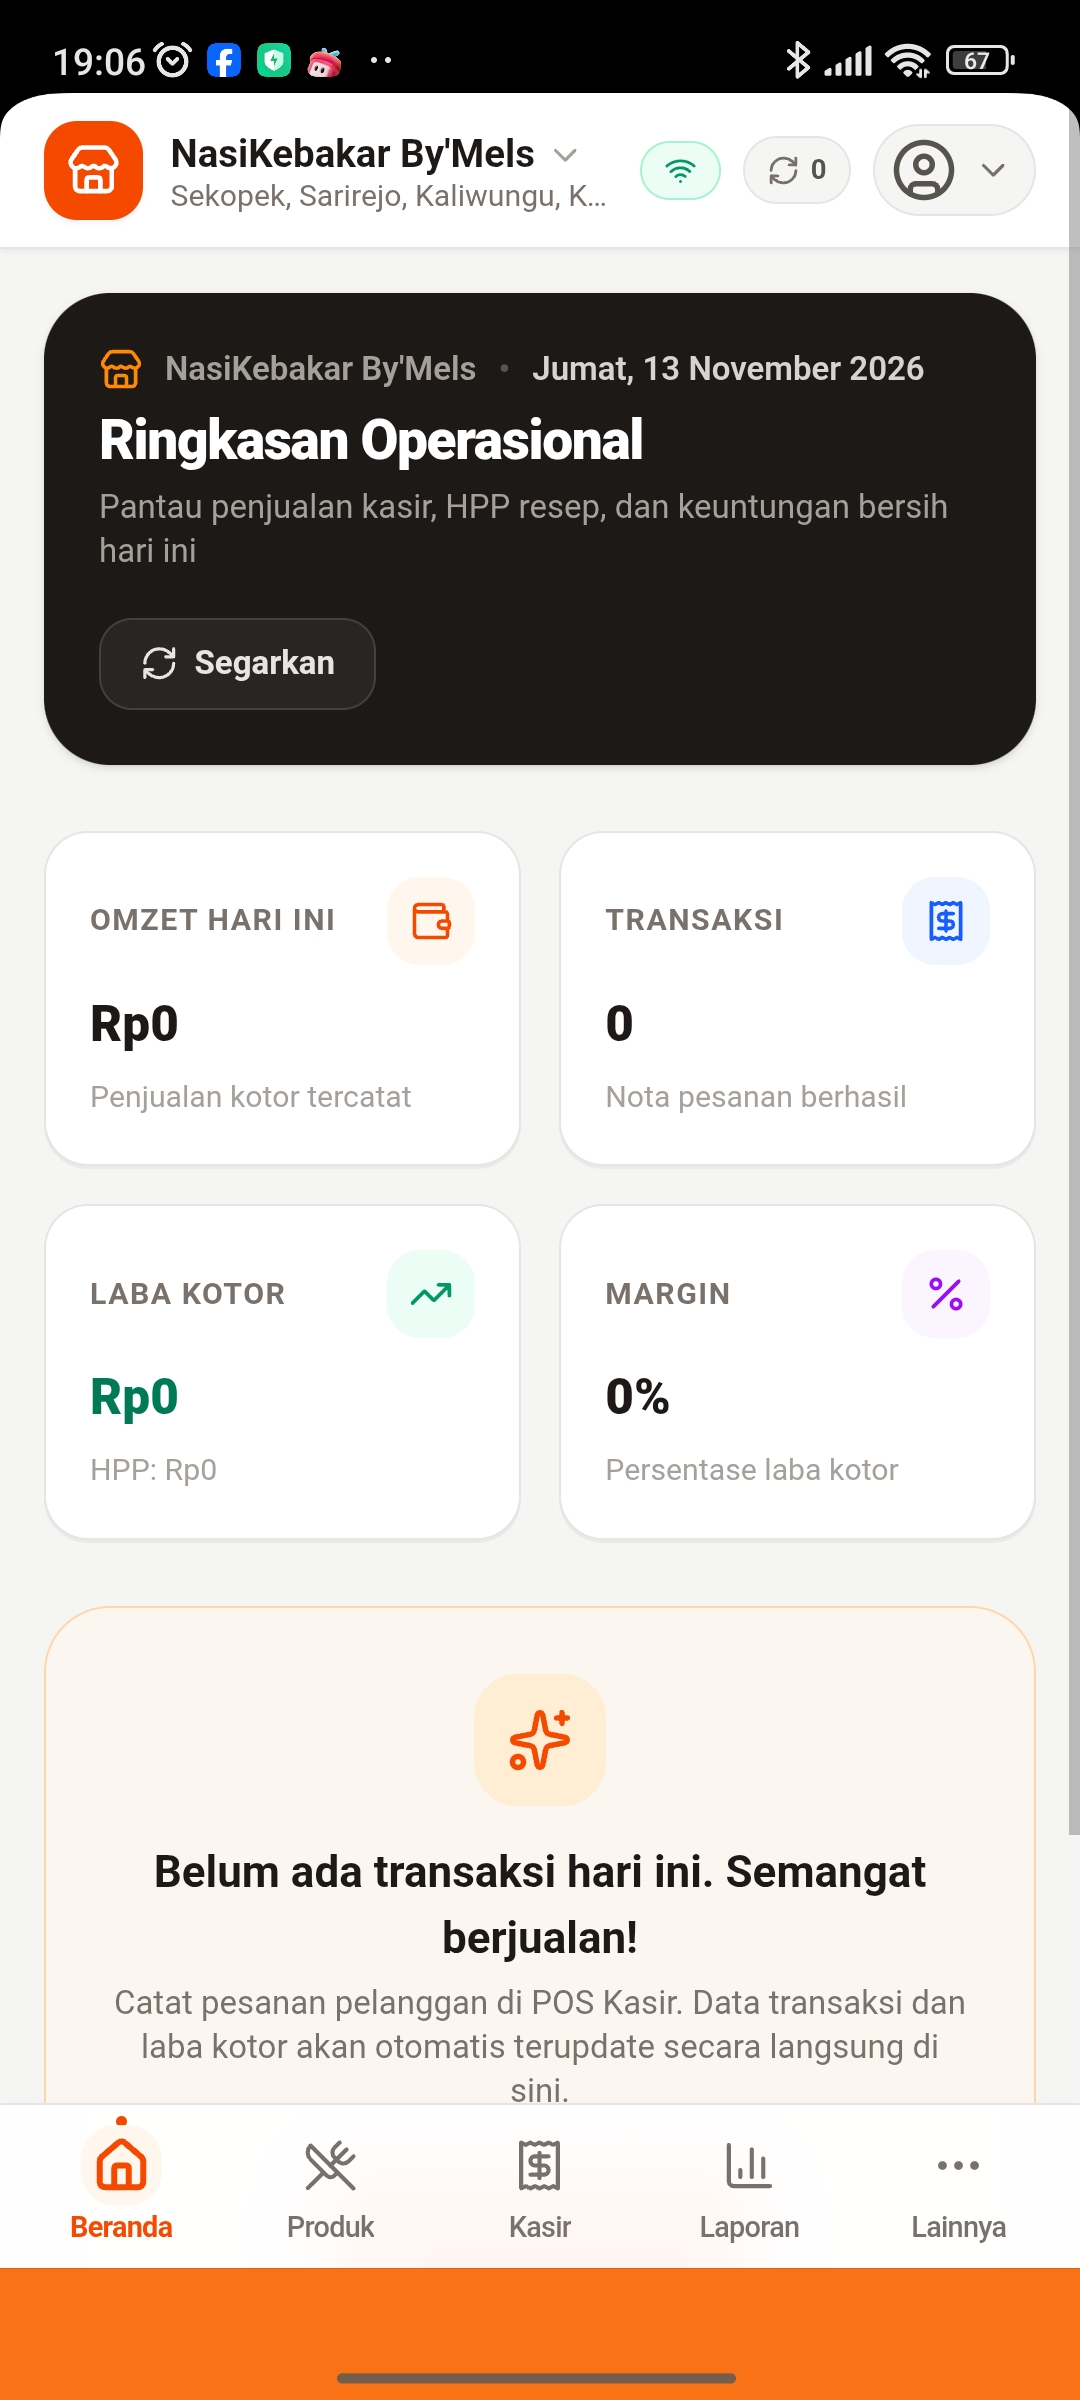 19:06
67
NasiKebakar By'Mels
Sekopek, Sarirejo, Kaliwungu, K...
0
NasiKebakar By'Mels • Jumat, 13 November 2026
Ringkasan Operasional
Pantau penjualan kasir, HPP resep, dan keuntungan bersih
hari ini
Segarkan
OMZET HARI INI
Rp0
Penjualan kotor tercatat
TRANSAKSI
0
Nota pesanan berhasil
LABA KOTOR
Rp0
HPP: Rp0
MARGIN
0%
Persentase laba kotor
Belum ada transaksi hari ini. Semangat
berjualan!
Catat pesanan pelanggan di POS Kasir. Data transaksi dan
laba kotor akan otomatis terupdate secara langsung di
sini.
Beranda
Produk
Kasir
Laporan
Lainnya